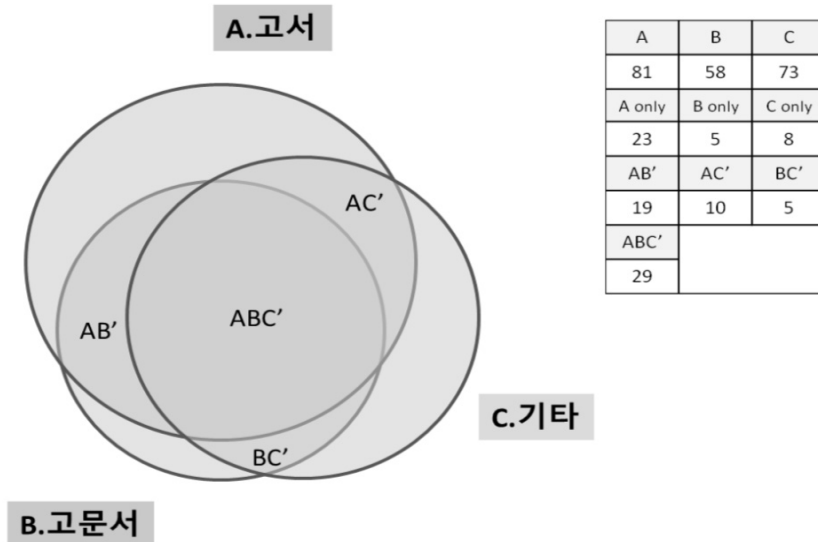 A.고서
AC’
AB’
ABC’
BC’
C.기타
B.고문서
A B C
81 58 73
A only B only C only
23 5 8
AB’ AC’ BC’
19 10 5
ABC’
29